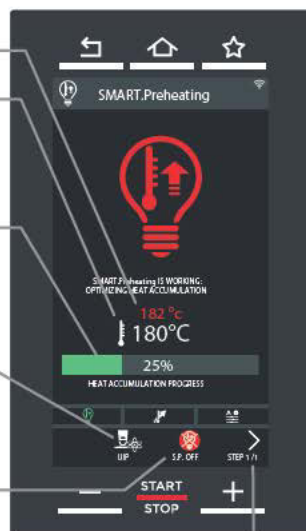 SMART.Preheating
SMART.Preheating IS WORKING:
OPTIMIZING HEAT ACCUMULATION
182 °c
180°C
25%
HEAT ACCUMULATION PROGRESS
UIP
S.P. OFF
STEP 1/1
START
STOP